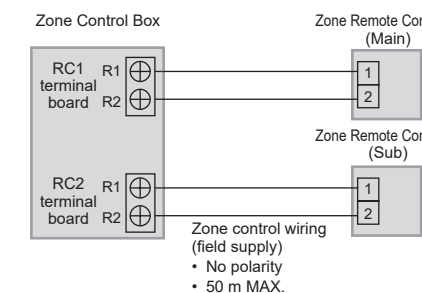 Zone Control Box
Zone Remote Con
(Main)
RC1
terminal
board
R1
R2
1
2
Zone Remote Con
(Sub)
RC2
terminal
board
R1
R2
1
2
Zone control wiring
(field supply)
• No polarity
• 50 m MAX.